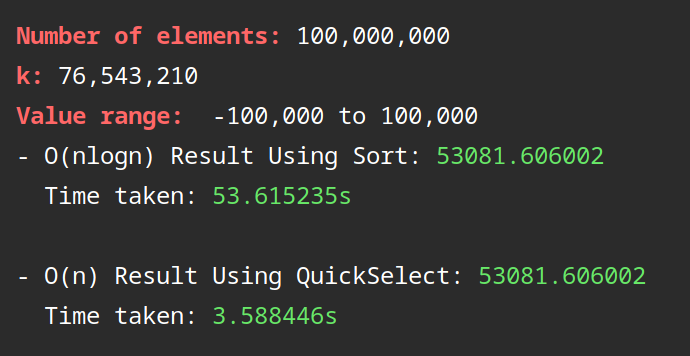 Number of elements: 100,000,000
k: 76,543,210
Value range:  -100,000 to 100,000
- O(nlogn) Result Using Sort: 53081.606002
Time taken: 53.615235s
- O(n) Result Using QuickSelect: 53081.606002
Time taken: 3.588446s